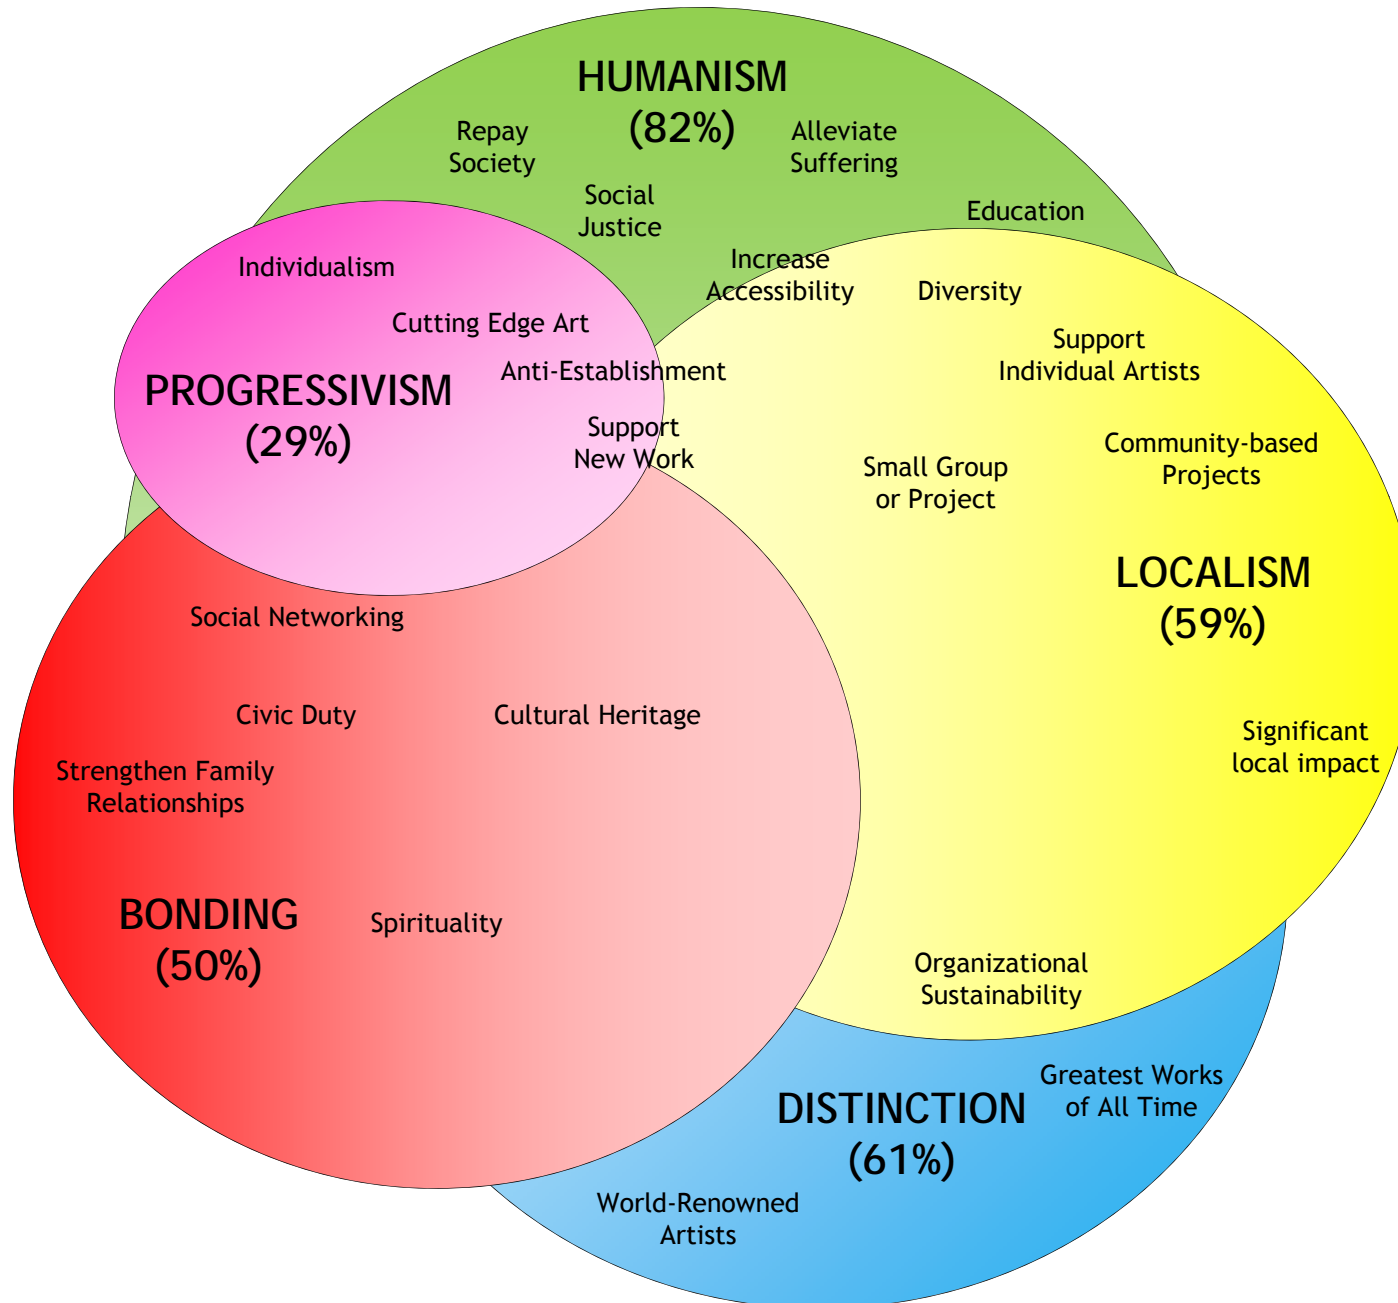 HUMANISM
(82%)
Repay
Society
Alleviate
Suffering
Social
Justice
Education
Increase
Accessibility
Diversity
Individualism
Cutting Edge Art
Anti-Establishment
PROGRESSIVISM
(29%)
Support
New Work
Support
Individual Artists
Community-based
Projects
Small Group
or Project
LOCALISM
(59%)
Significant
local impact
Social Networking
Civic Duty
Cultural Heritage
Strengthen Family
Relationships
BONDING
(50%)
Spirituality
Organizational
Sustainability
Greatest Works
of All Time
DISTINCTION
(61%)
World-Renowned
Artists